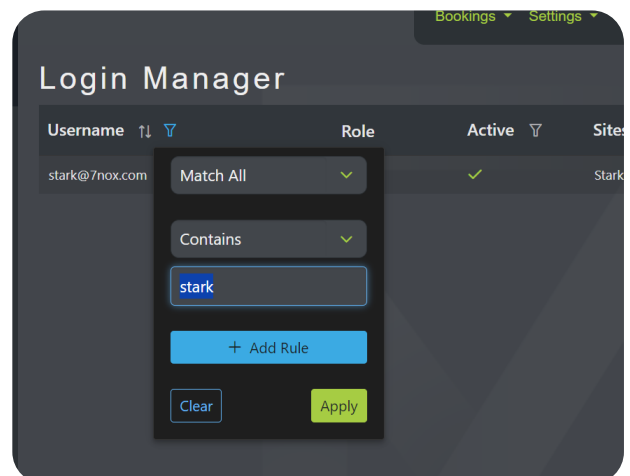 Bookings Settings
Login Manager
Username Role Active Sites
stark@7nox.com Stark
Match All
Contains
stark
+ Add Rule
Clear Apply